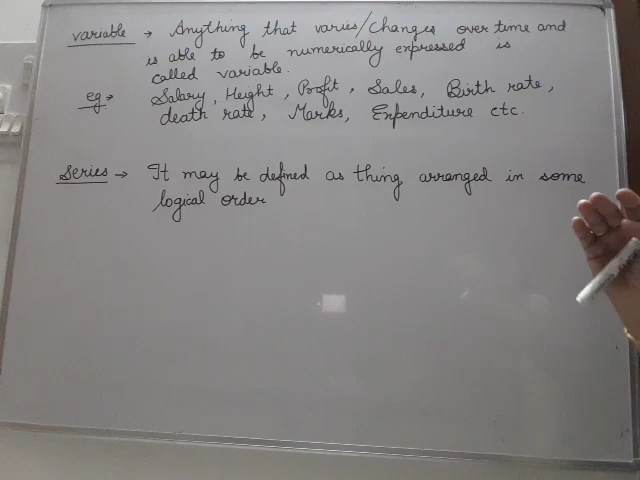 variable → Anything that varies/changes over time and
is able to be numerically expressed is
called variable.
eg → Salary, Height, Profit, Sales, Birth rate,
death rate, Marks, Expenditure etc.
Series → It may be defined as thing arranged in some
logical order